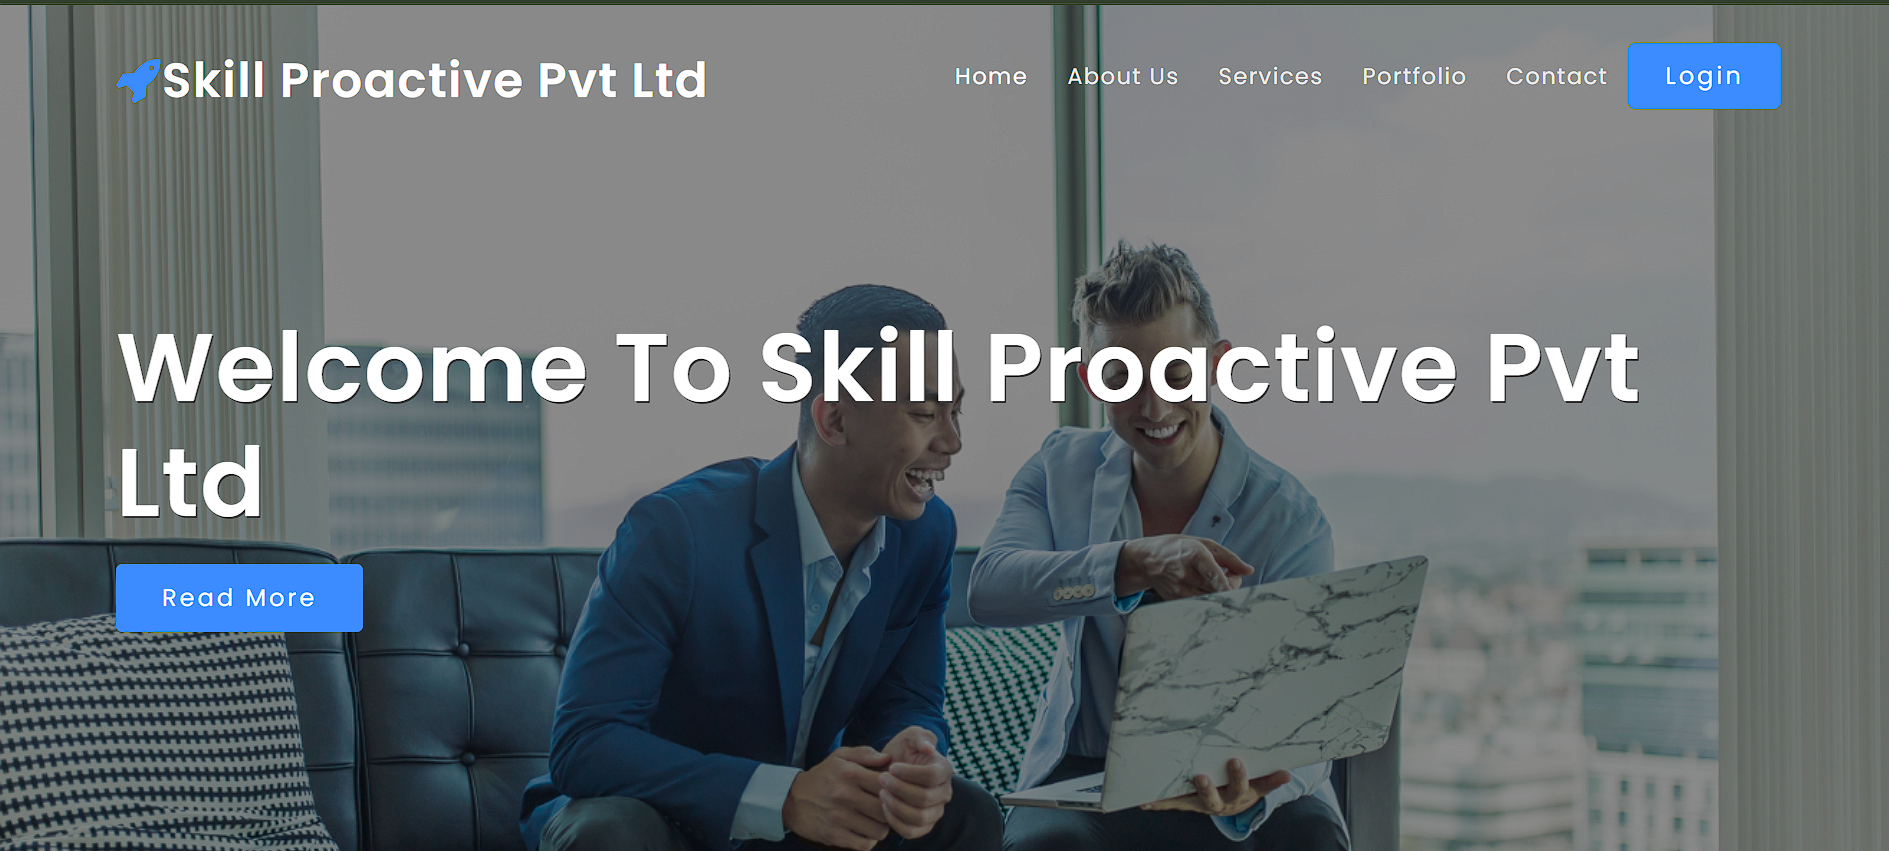 Skill Proactive Pvt Ltd
Home About Us Services Portfolio Contact Login
Welcome To Skill Proactive Pvt
Ltd
Read More